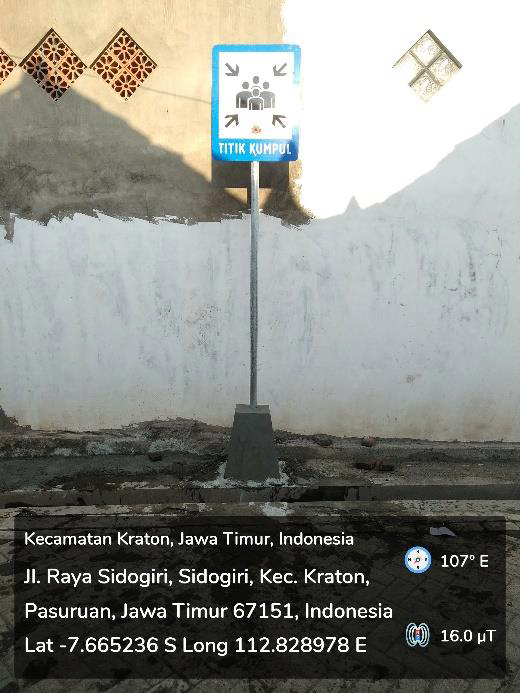 TITIK KUMPUL
Kecamatan Kraton, Jawa Timur, Indonesia
Jl. Raya Sidogiri, Sidogiri, Kec. Kraton,
Pasuruan, Jawa Timur 67151, Indonesia
Lat -7.665236 S Long 112.828978 E
107° E
16.0 µT